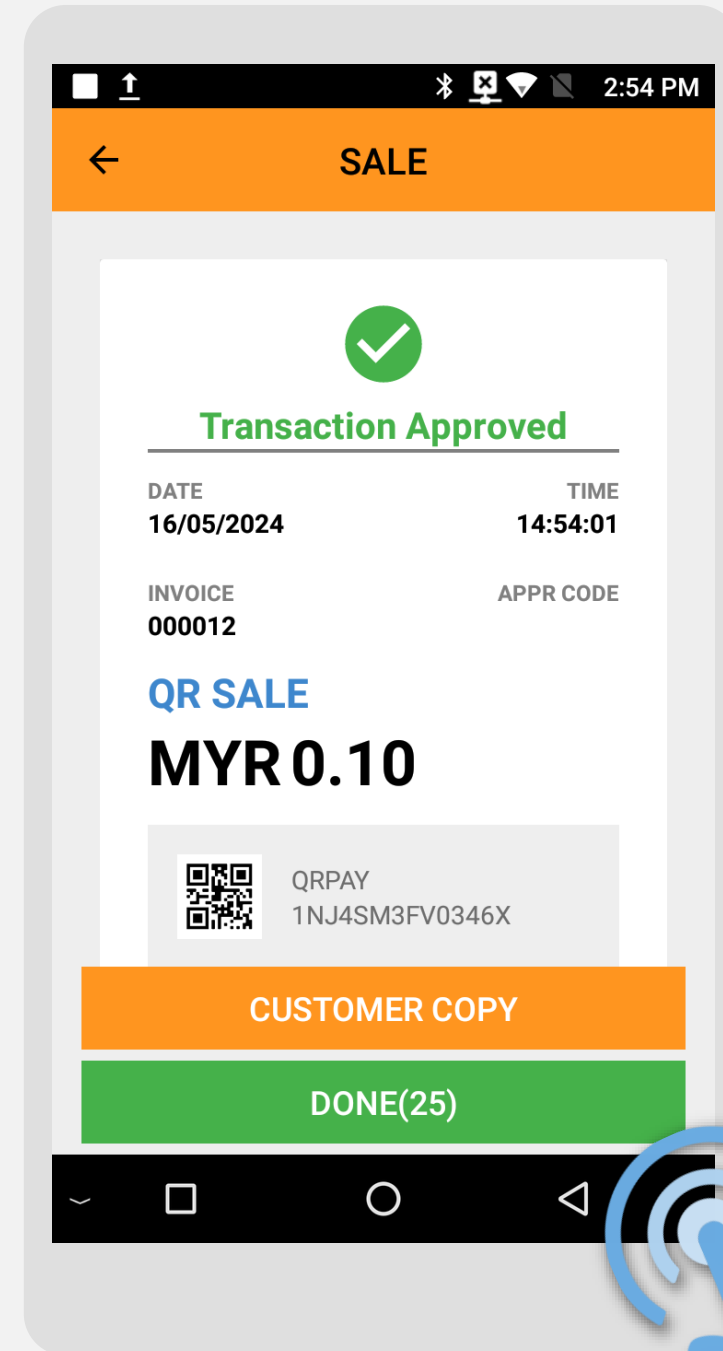 2:54 PM
SALE
Transaction Approved
DATE TIME
16/05/2024 14:54:01
INVOICE APPR CODE
000012
QR SALE
MYR 0.10
QRPAY
1NJ4SM3FV0346X
CUSTOMER COPY
DONE(25)